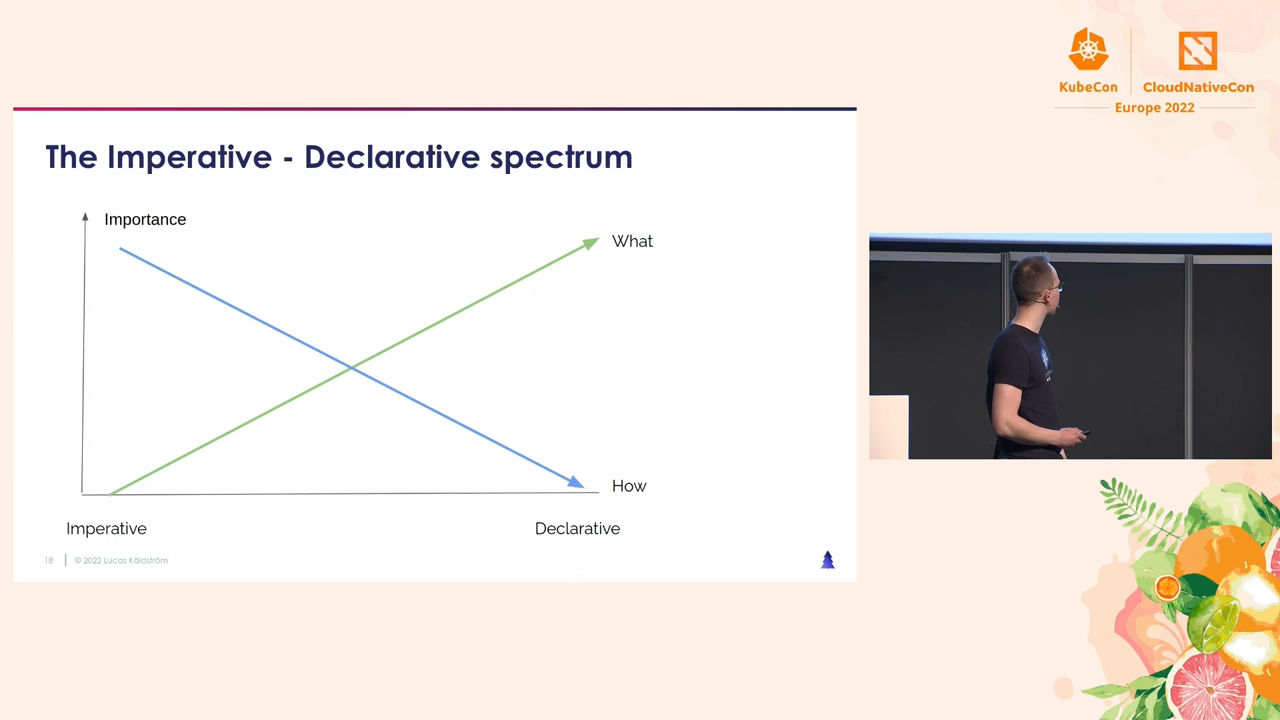 KubeCon
CloudNativeCon
Europe 2022
The Imperative - Declarative spectrum
Importance
What
How
Imperative
Declarative
18
© 2022 Lucas Käldström